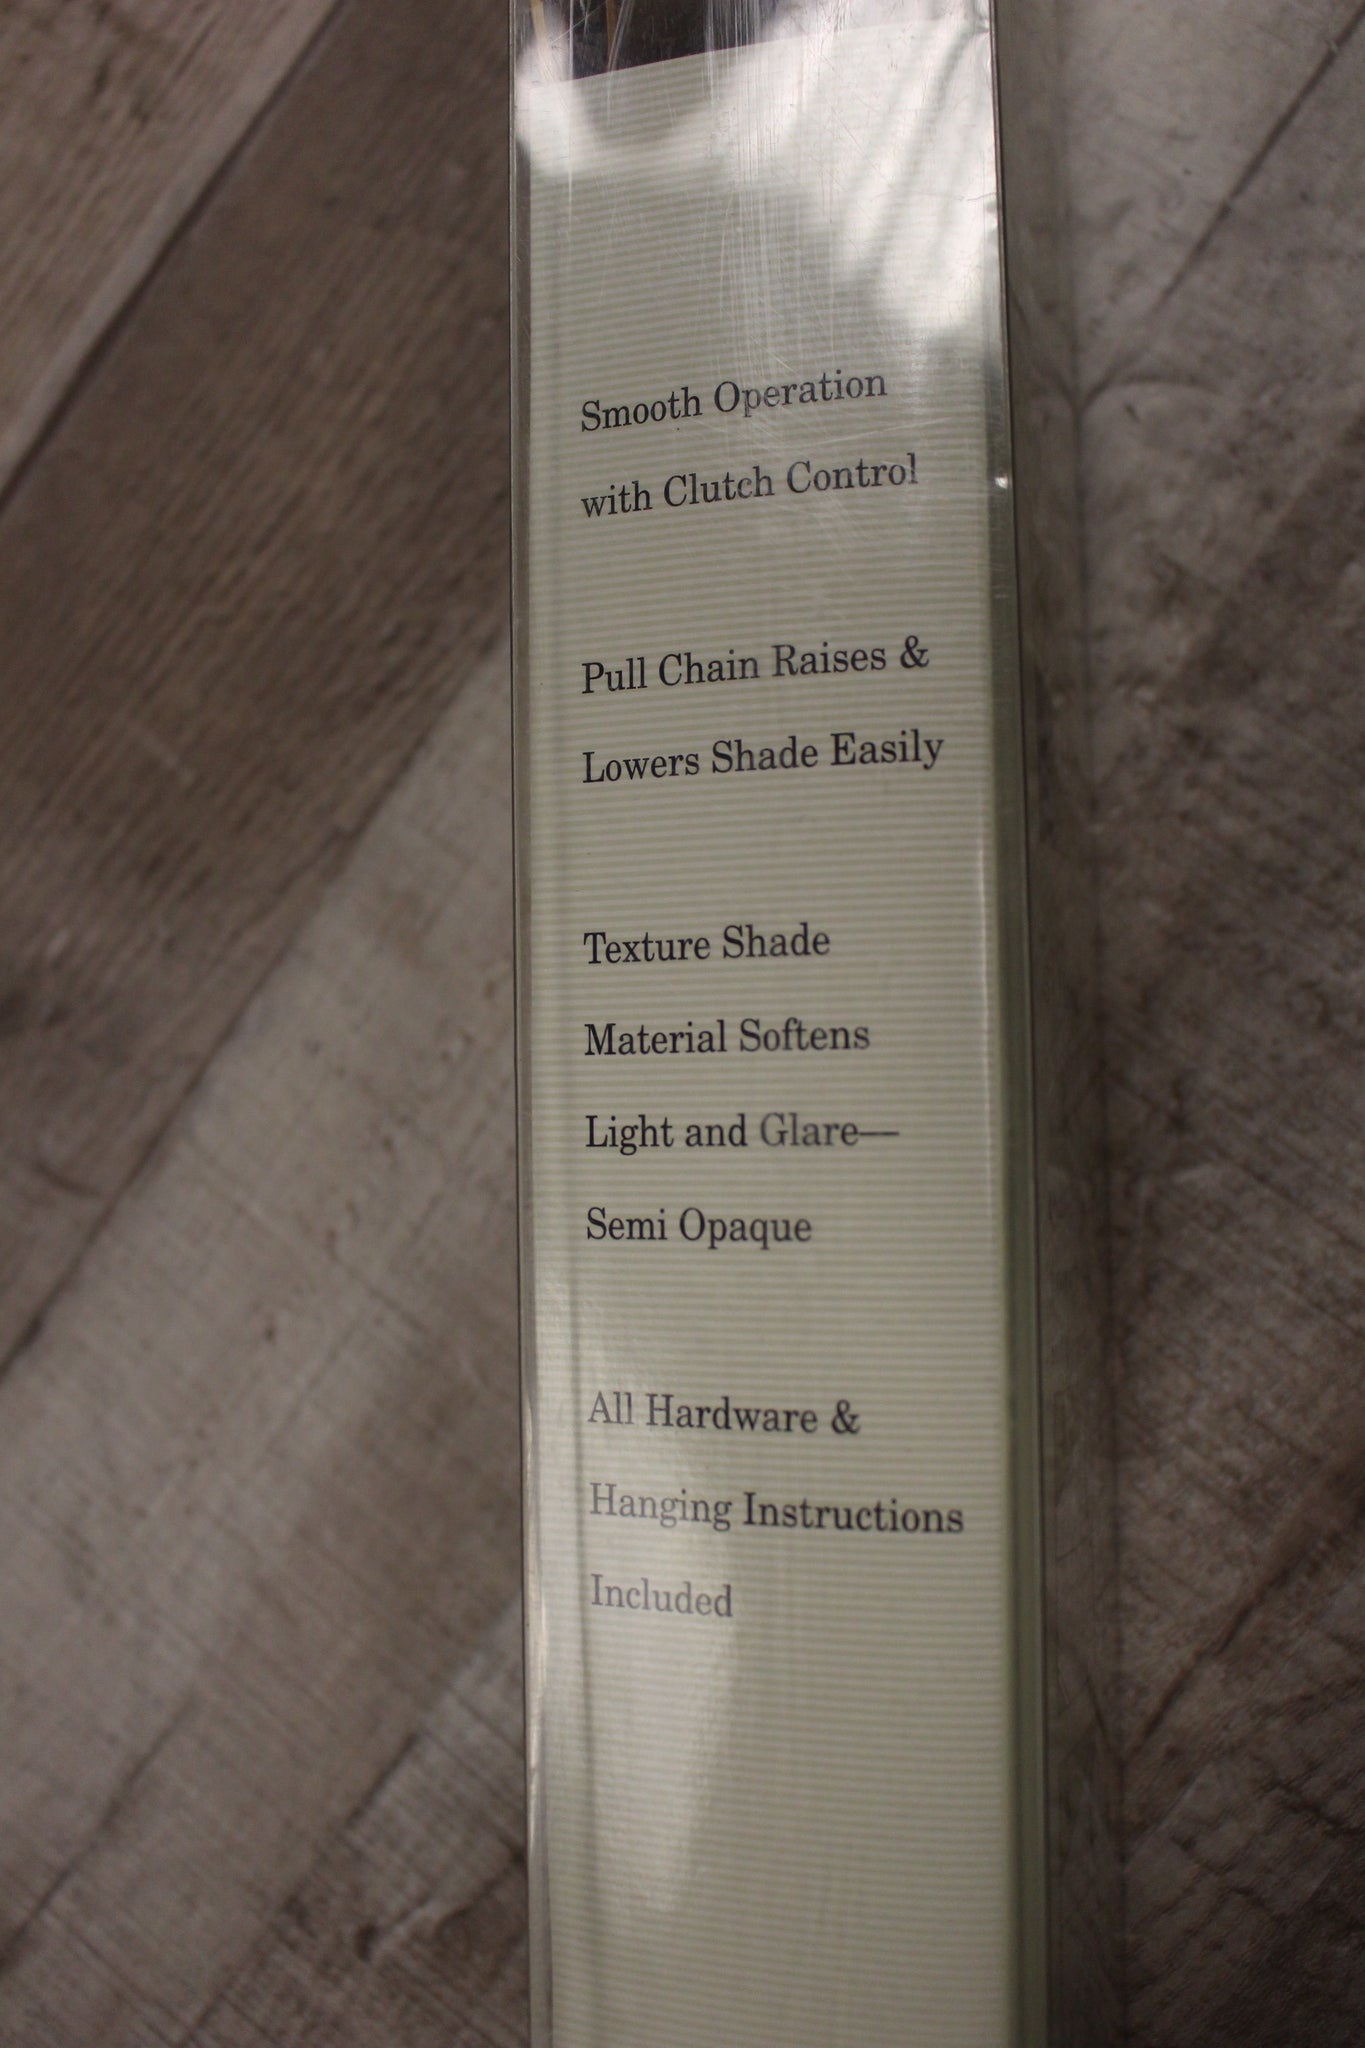 Smooth Operation
with Clutch Control
Pull Chain Raises &
Lowers Shade Easily
Texture Shade
Material Softens
Light and Glare—
Semi Opaque
All Hardware &
Hanging Instructions
Included